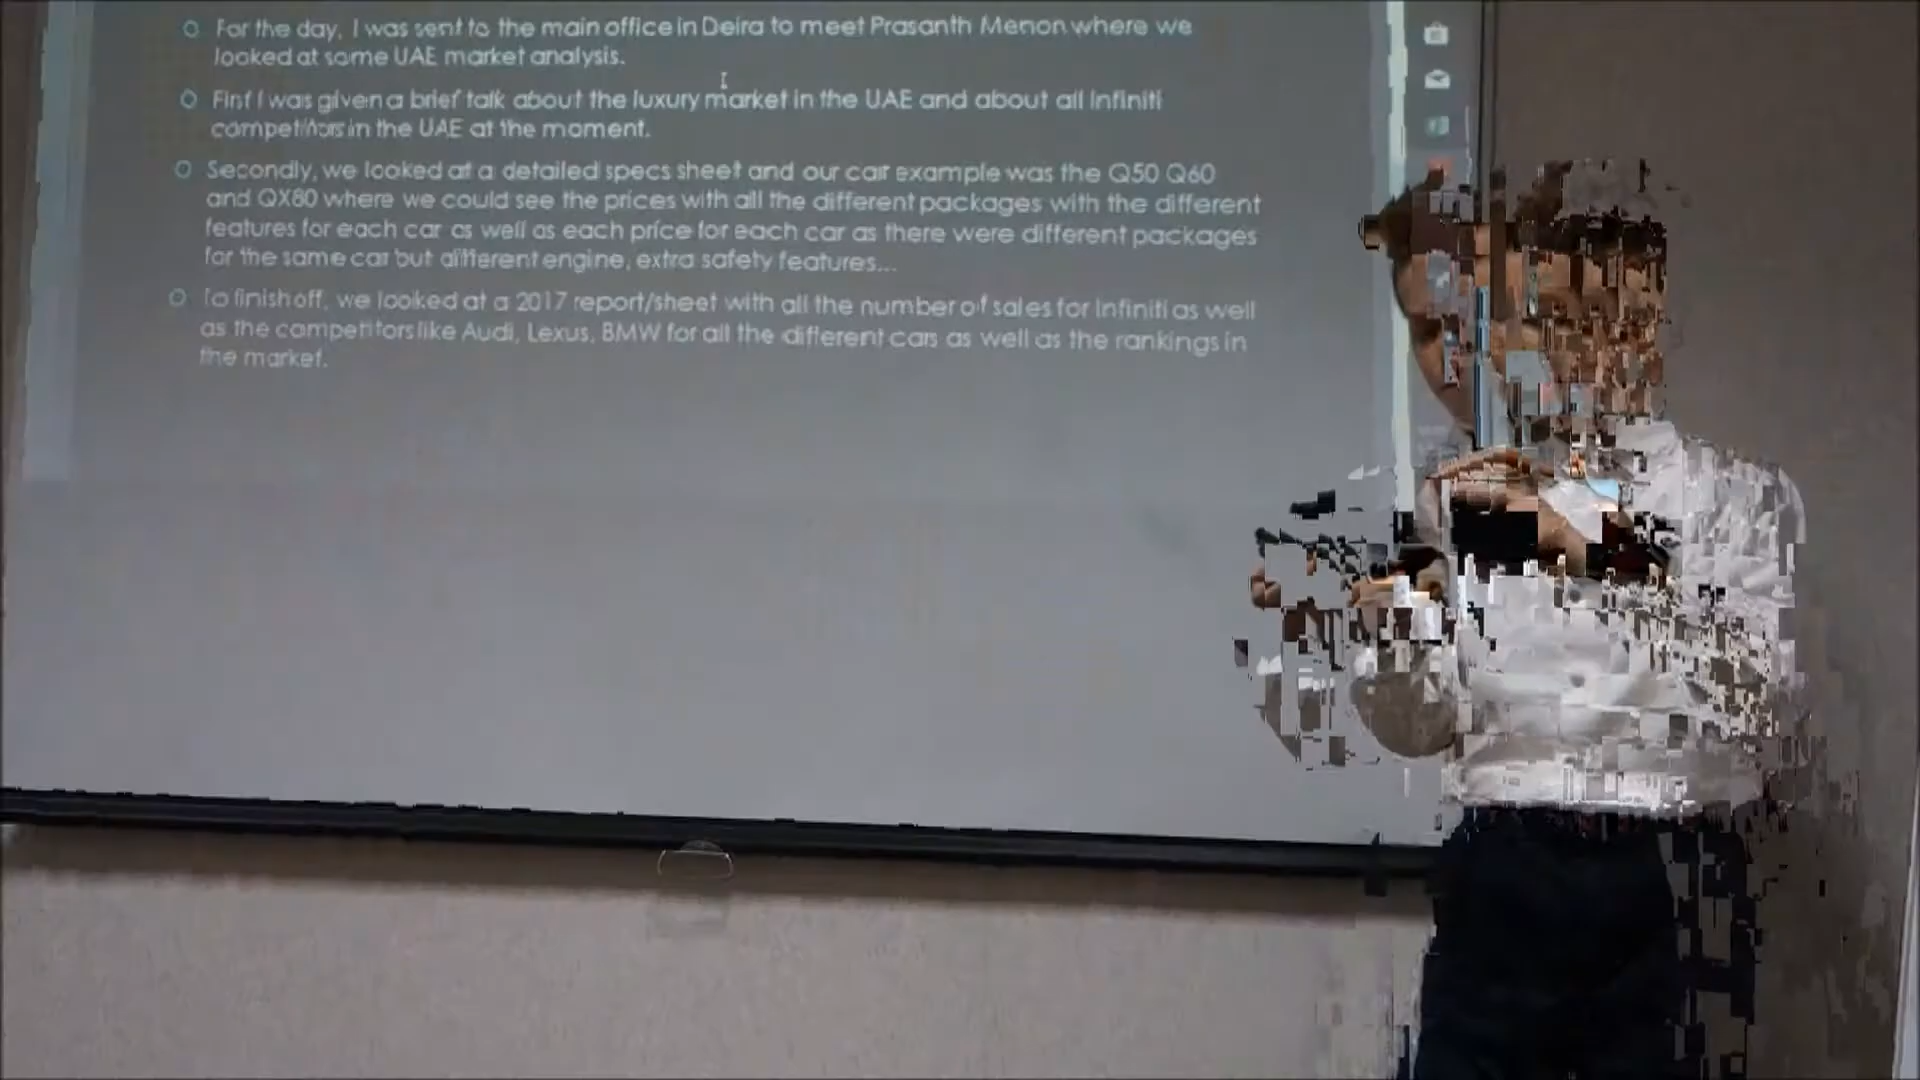 For the day, I was sent to the main office in Deira to meet Prasanth Menon where we
looked at some UAE market analysis.
First I was given a brief talk about the luxury market in the UAE and about all Infiniti
competitors in the UAE at the moment.
Secondly, we looked at a detailed specs sheet and our car example was the Q50 Q60
and QX80 where we could see the prices with all the different packages with the different
features for each car as well as each price for each car as there were different packages
for the same car but different engine, extra safety features...
To finish off, we looked at a 2017 report/sheet with all the number of sales for Infiniti as well
as the competitors like Audi, Lexus, BMW for all the different cars as well as the rankings in
the market.